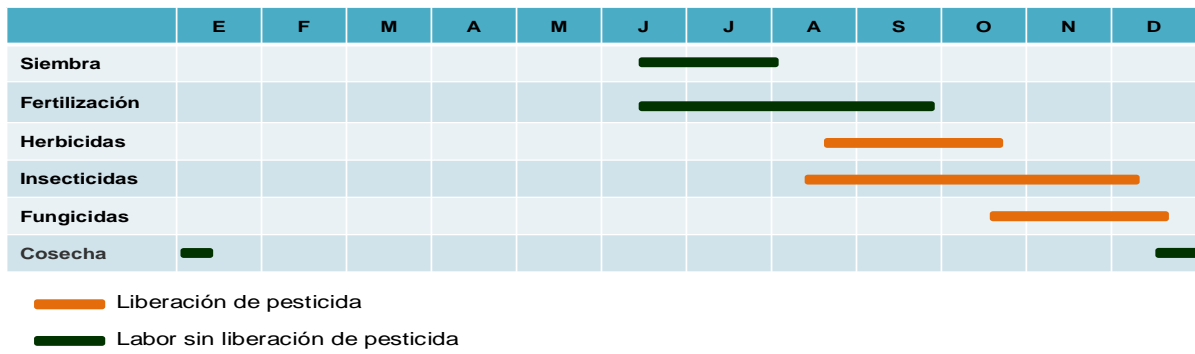 E F M A M J J A S O N D
Siembra
Fertilización
Herbicidas
Insecticidas
Fungicidas
Cosecha
Liberación de pesticida
Labor sin liberación de pesticida